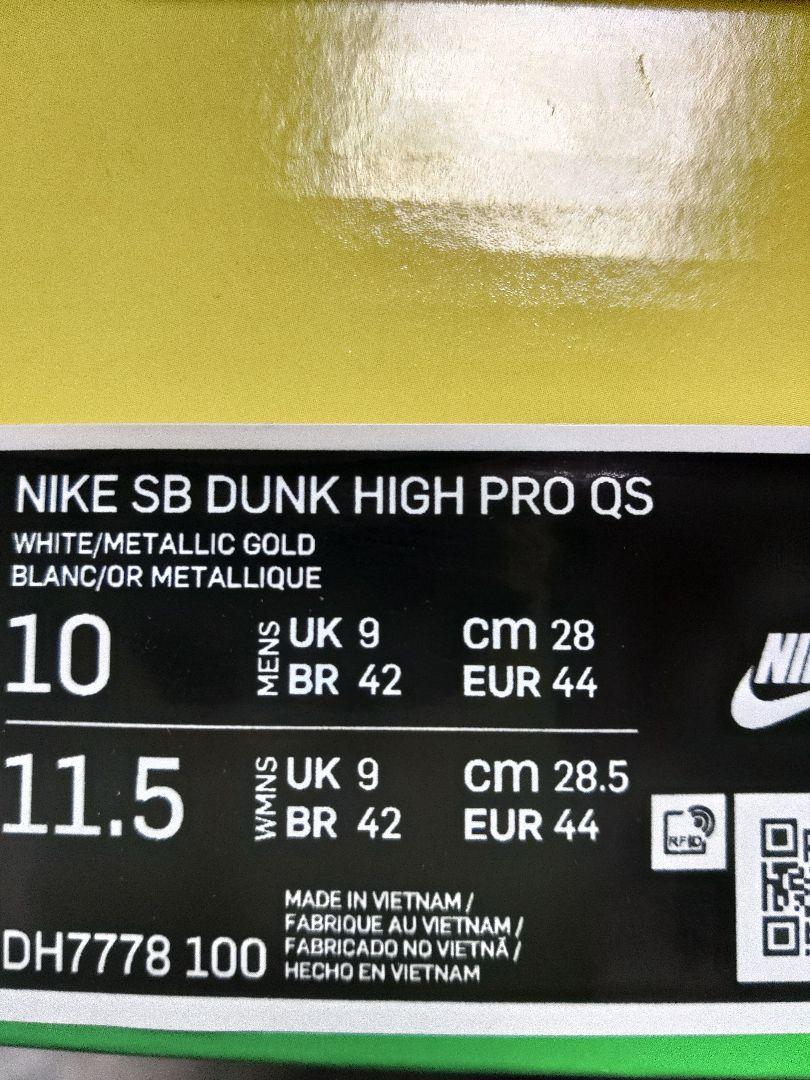 NIKE SB DUNK HIGH PRO QS
WHITE/METALLIC GOLD
BLANC/OR METALLIQUE
10
MENS
UK 9
cm 28
BR 42
EUR 44
11.5
WMNS
UK 9
cm 28.5
BR 42
EUR 44
RFID
DH7778 100
MADE IN VIETNAM /
FABRIQUE AU VIETNAM /
FABRICADO NO VIETNÃ /
HECHO EN VIETNAM